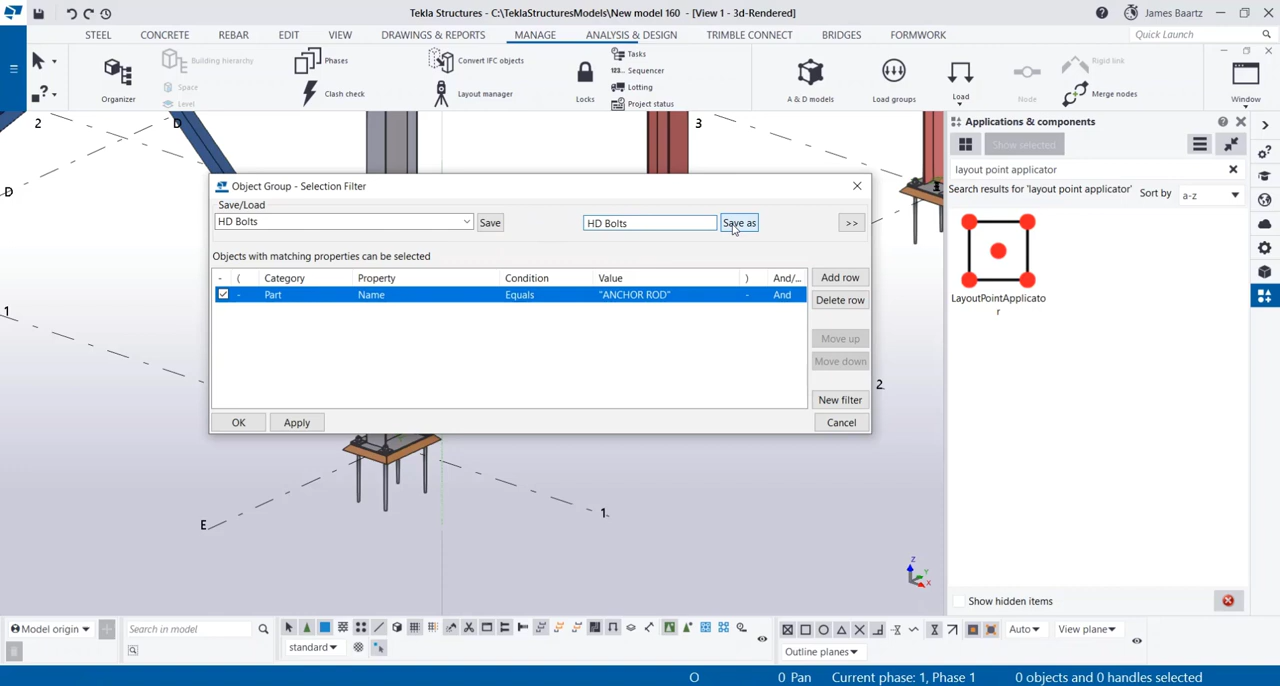 Tekla Structures - C:\TeklaStructuresModels\New model 160 - [View 1 - 3d-Rendered]
James Baartz
STEEL CONCRETE REBAR EDIT VIEW DRAWINGS & REPORTS MANAGE ANALYSIS & DESIGN TRIMBLE CONNECT BRIDGES FORMWORK
Quick Launch
Organizer
Building hierarchy
Space
Level
Phases
Clash check
Convert IFC objects
Layout manager
Locks
Tasks
Sequencer
Lotting
Project status
A & D models
Load groups
Load
Node
Rigid link
Merge nodes
Window
2
D
3
D
1
2
E
1
3
Applications & components
Show selected
layout point applicator
Search results for 'layout point applicator'
Sort by
a-z
LayoutPointApplicato
r
Show hidden items
Object Group - Selection Filter
Save/Load
HD Bolts
Save
HD Bolts
Save as
>>
Objects with matching properties can be selected
- ( Category Property Condition Value ) And/...
- Part Name Equals "ANCHOR ROD" - And
Add row
Delete row
Move up
Move down
New filter
OK
Apply
Cancel
Z
Y
X
Model origin
Search in model
standard
Auto
View plane
Outline planes
O
0 Pan
Current phase: 1, Phase 1
0 objects and 0 handles selected